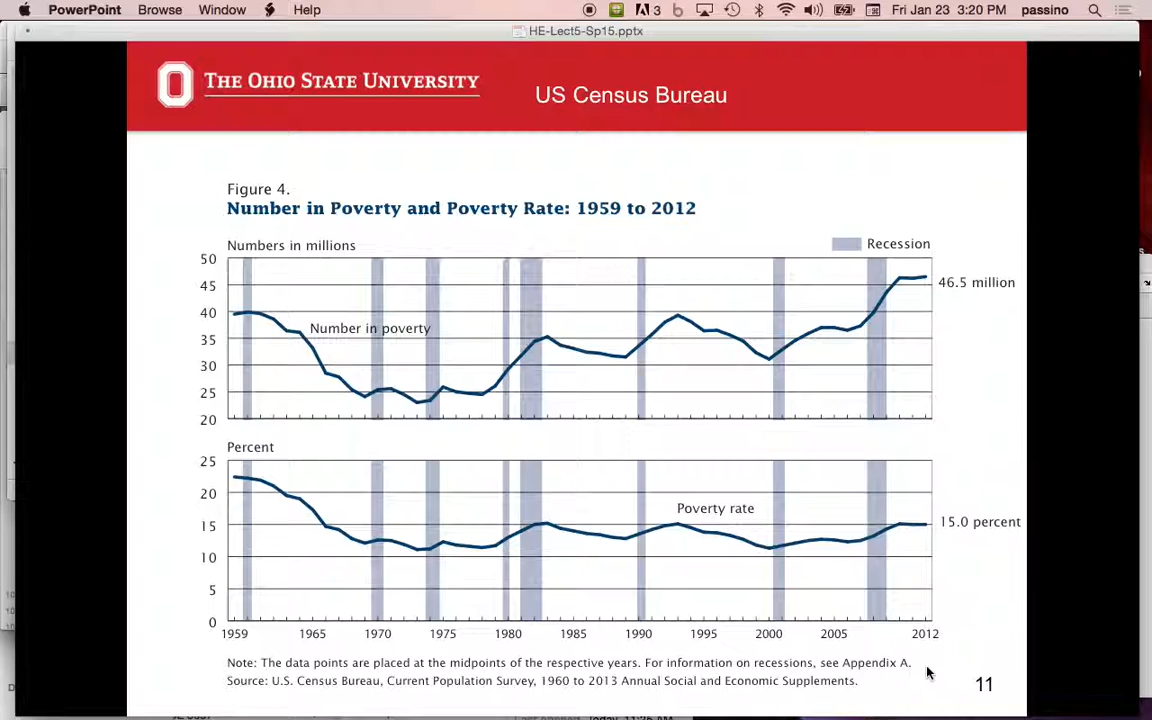 PowerPoint Browse Window Help 3 Fri Jan 23 3:20 PM passino
HE-Lect5-Sp15.pptx
THE OHIO STATE UNIVERSITY
US Census Bureau
Figure 4.
Number in Poverty and Poverty Rate: 1959 to 2012
Numbers in millions
Recession
50
45
40
35
30
25
20
Number in poverty
46.5 million
Percent
25
20
15
10
5
0
Poverty rate
15.0 percent
1959 1965 1970 1975 1980 1985 1990 1995 2000 2005 2012
Note: The data points are placed at the midpoints of the respective years. For information on recessions, see Appendix A.
Source: U.S. Census Bureau, Current Population Survey, 1960 to 2013 Annual Social and Economic Supplements.
11